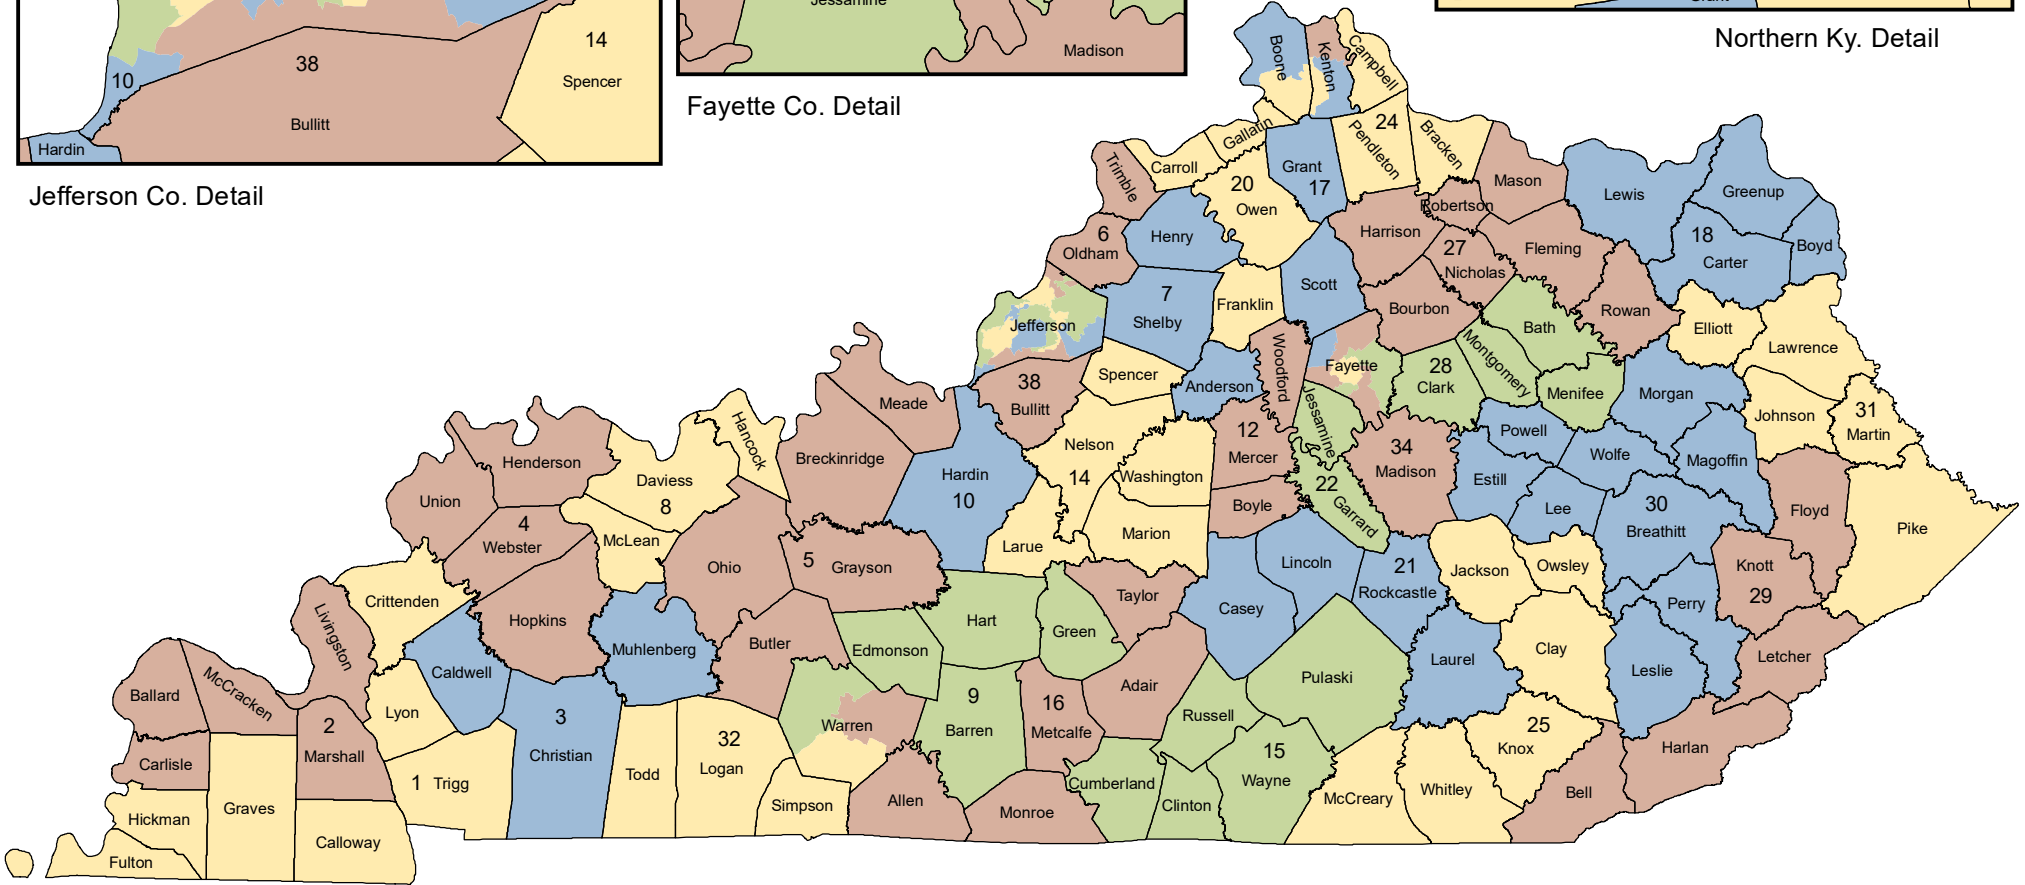 Jessamine
14
38
Spencer
10
Bullitt
Hardin
Jefferson Co. Detail
Madison
Fayette Co. Detail
Northern Ky. Detail
Boone
Kenton
Campbell
Gallatin
24
Pendleton
Bracken
Trimble
Carroll
Grant
17
Mason
20
Owen
Robertson
Lewis
Greenup
6
Oldham
Henry
Harrison
27
Nicholas
Fleming
18
Carter
Boyd
7
Shelby
Franklin
Scott
Bourbon
Rowan
Elliott
Jefferson
Bath
Lawrence
Woodford
Fayette
Montgomery
28
Clark
38
Bullitt
Spencer
Anderson
Menifee
Morgan
Meade
Hancock
Jessamine
Johnson
31
Martin
12
Mercer
34
Madison
Powell
Wolfe
Magoffin
Breckinridge
Nelson
14
Washington
Hardin
10
Henderson
Daviess
8
Union
22
Garrard
Estill
Lee
30
Breathitt
Floyd
Pike
Boyle
Marion
Larue
4
Webster
McLean
Ohio
5
Grayson
Lincoln
21
Rockcastle
Jackson
Owsley
Knott
29
Perry
Crittenden
Livingston
Hopkins
Taylor
Casey
Hart
Green
Muhlenberg
Butler
Edmonson
Clay
Laurel
Leslie
Letcher
Caldwell
Pulaski
Adair
Ballard
McCracken
Lyon
9
Barren
16
Metcalfe
Russell
Warren
2
Marshall
3
Christian
32
Logan
25
Knox
Harlan
Carlisle
1
Trigg
Todd
15
Wayne
Cumberland
Clinton
McCreary
Whitley
Bell
Hickman
Graves
Simpson
Allen
Monroe
Calloway
Fulton